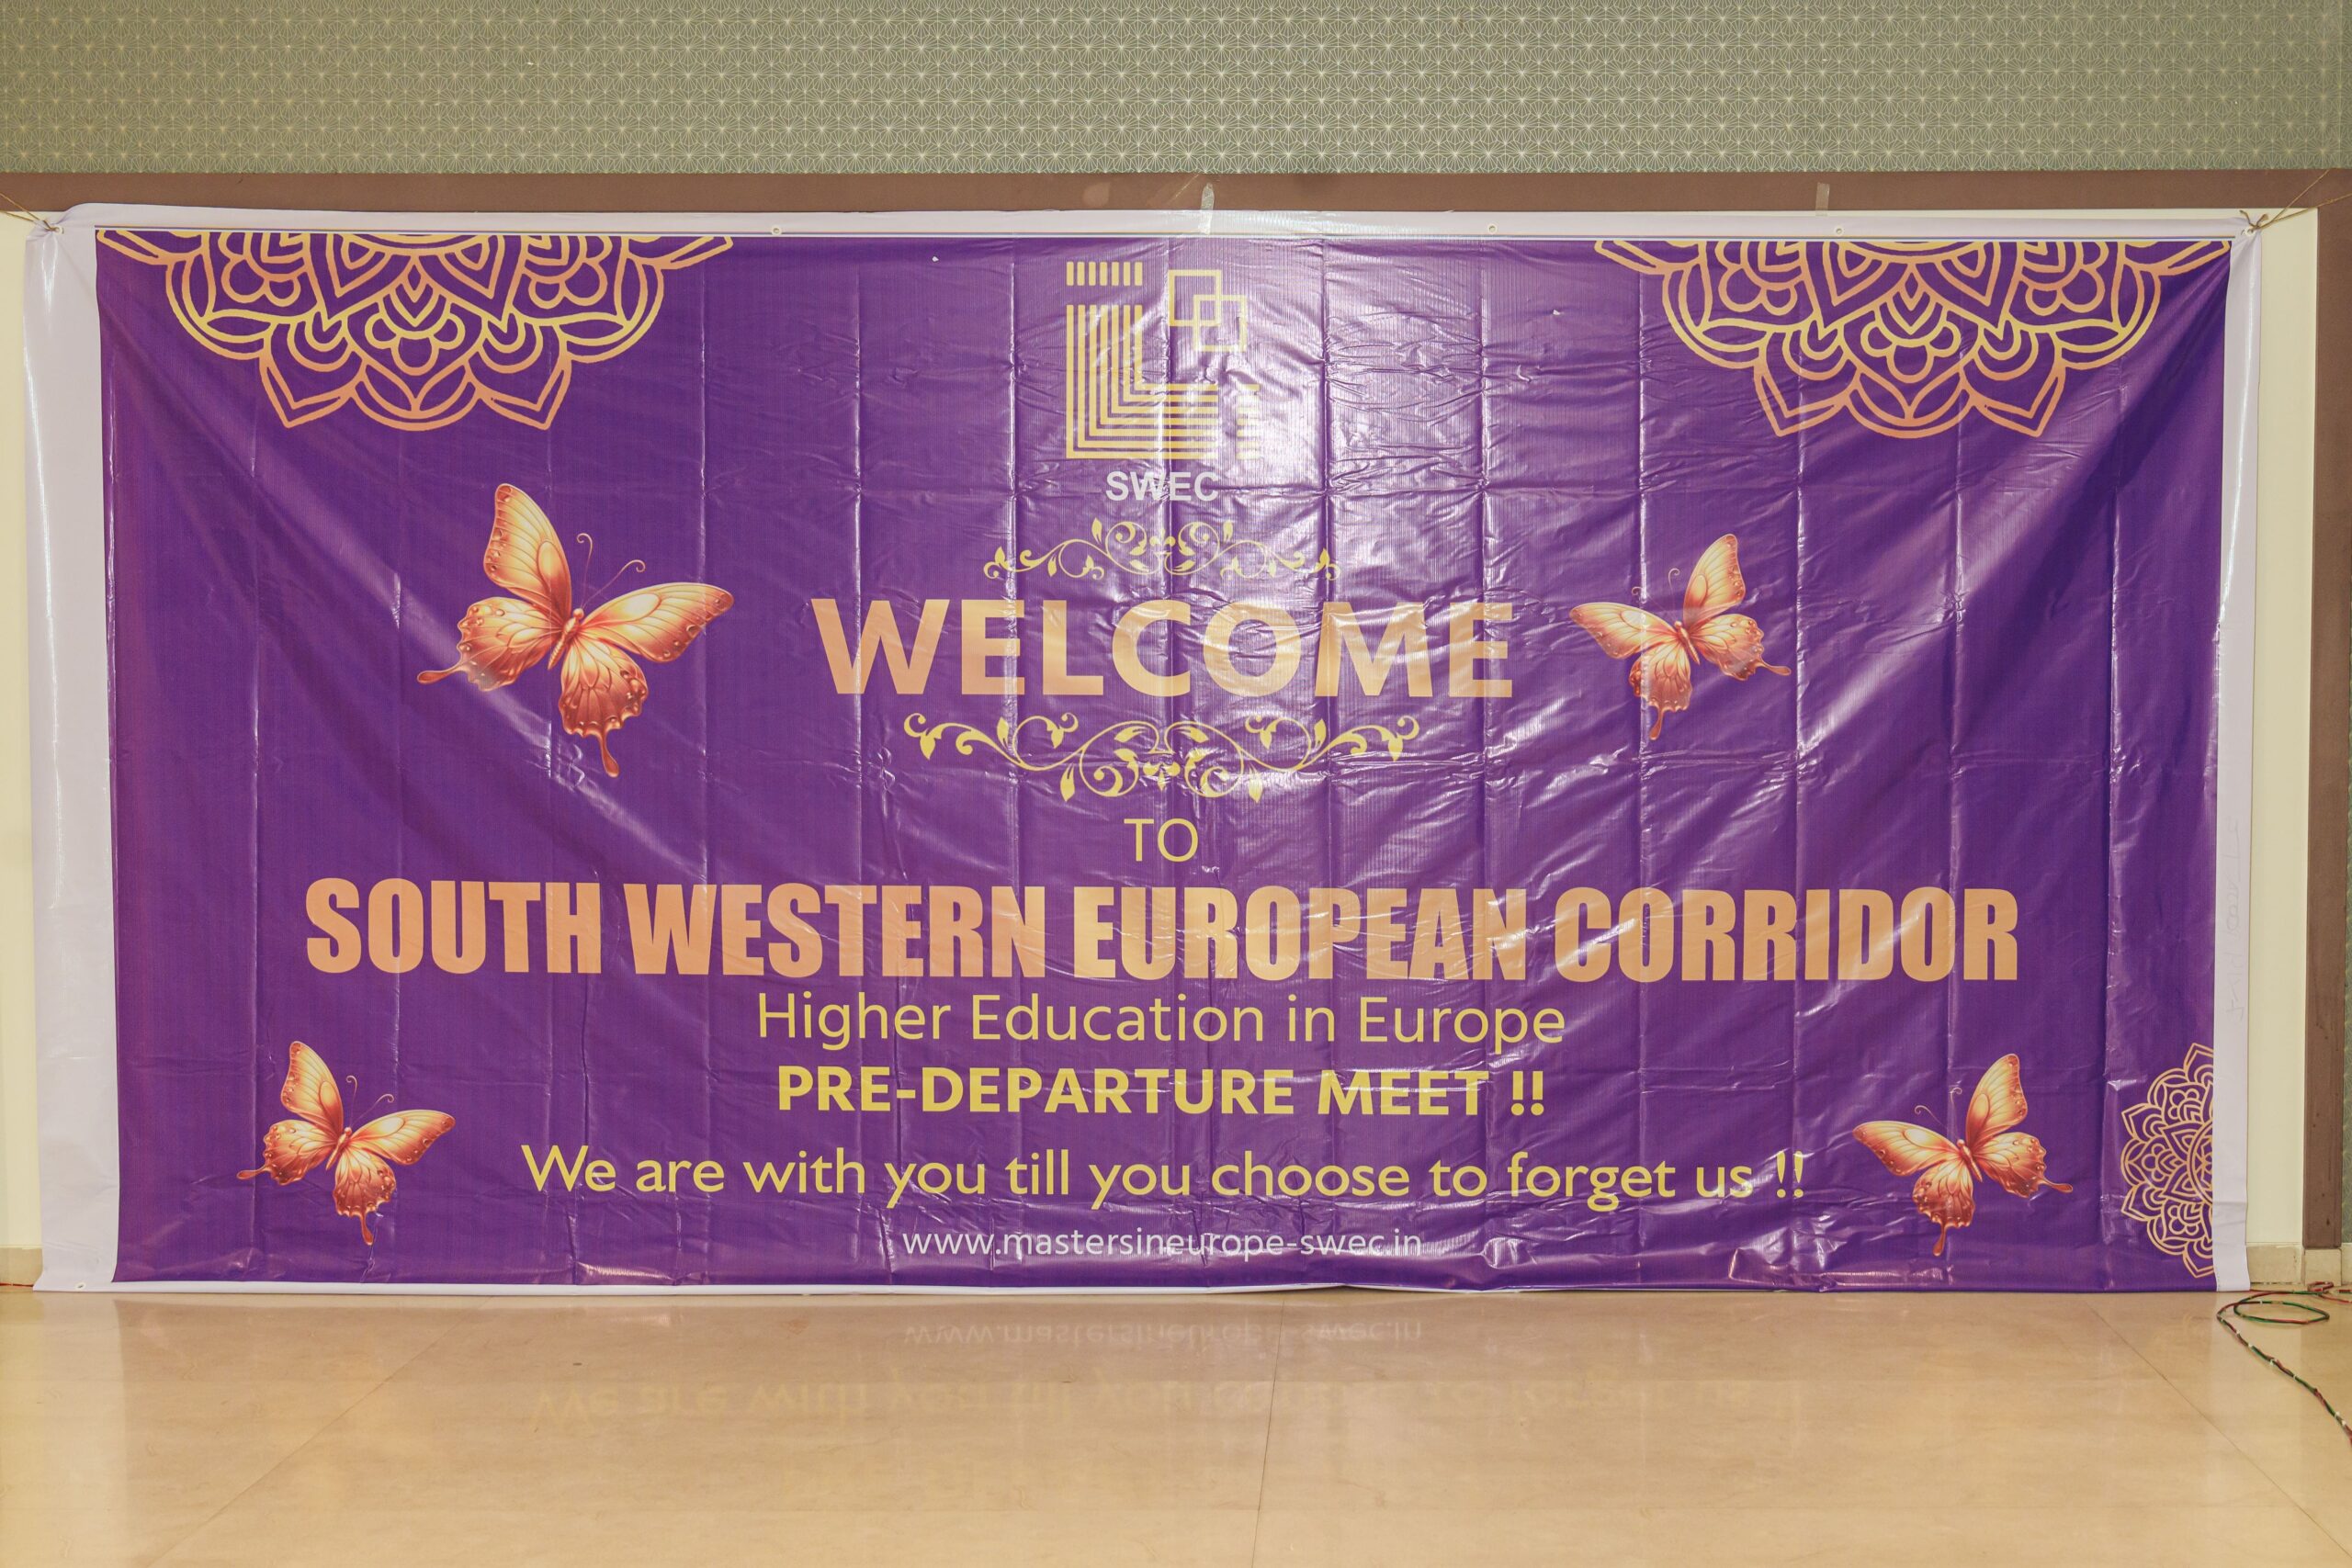 SWEC
WELCOME
TO
SOUTH WESTERN EUROPEAN CORRIDOR
Higher Education in Europe
PRE-DEPARTURE MEET !!
We are with you till you choose to forget us !!
www.mastersineurope-swec.in